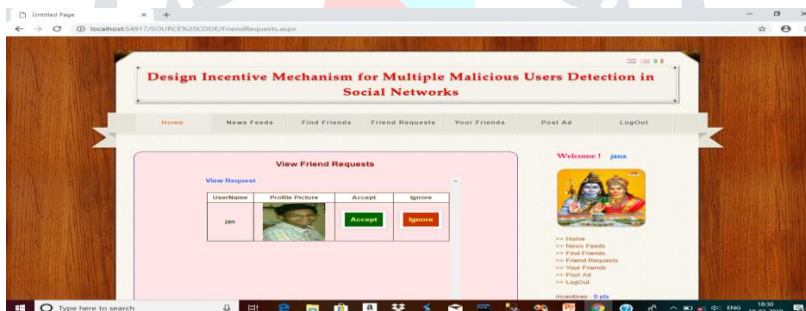 Untitled Page
localhost:54917/SOURCE%20CODE/FriendRequests.aspx
Design Incentive Mechanism for Multiple Malicious Users Detection in
Social Networks
Home News Feeds Find Friends Friend Requests Your Friends Post Ad LogOut
View Friend Requests
View Request
UserName Profile Picture Accept Ignore
jan Accept Ignore
Welcome ! jana
>> Home
>> News Feeds
>> Find Friends
>> Friend Requests
>> Your Friends
>> Post Ad
>> LogOut
Incentives : 0 pts
Type here to search
ENG 18:30